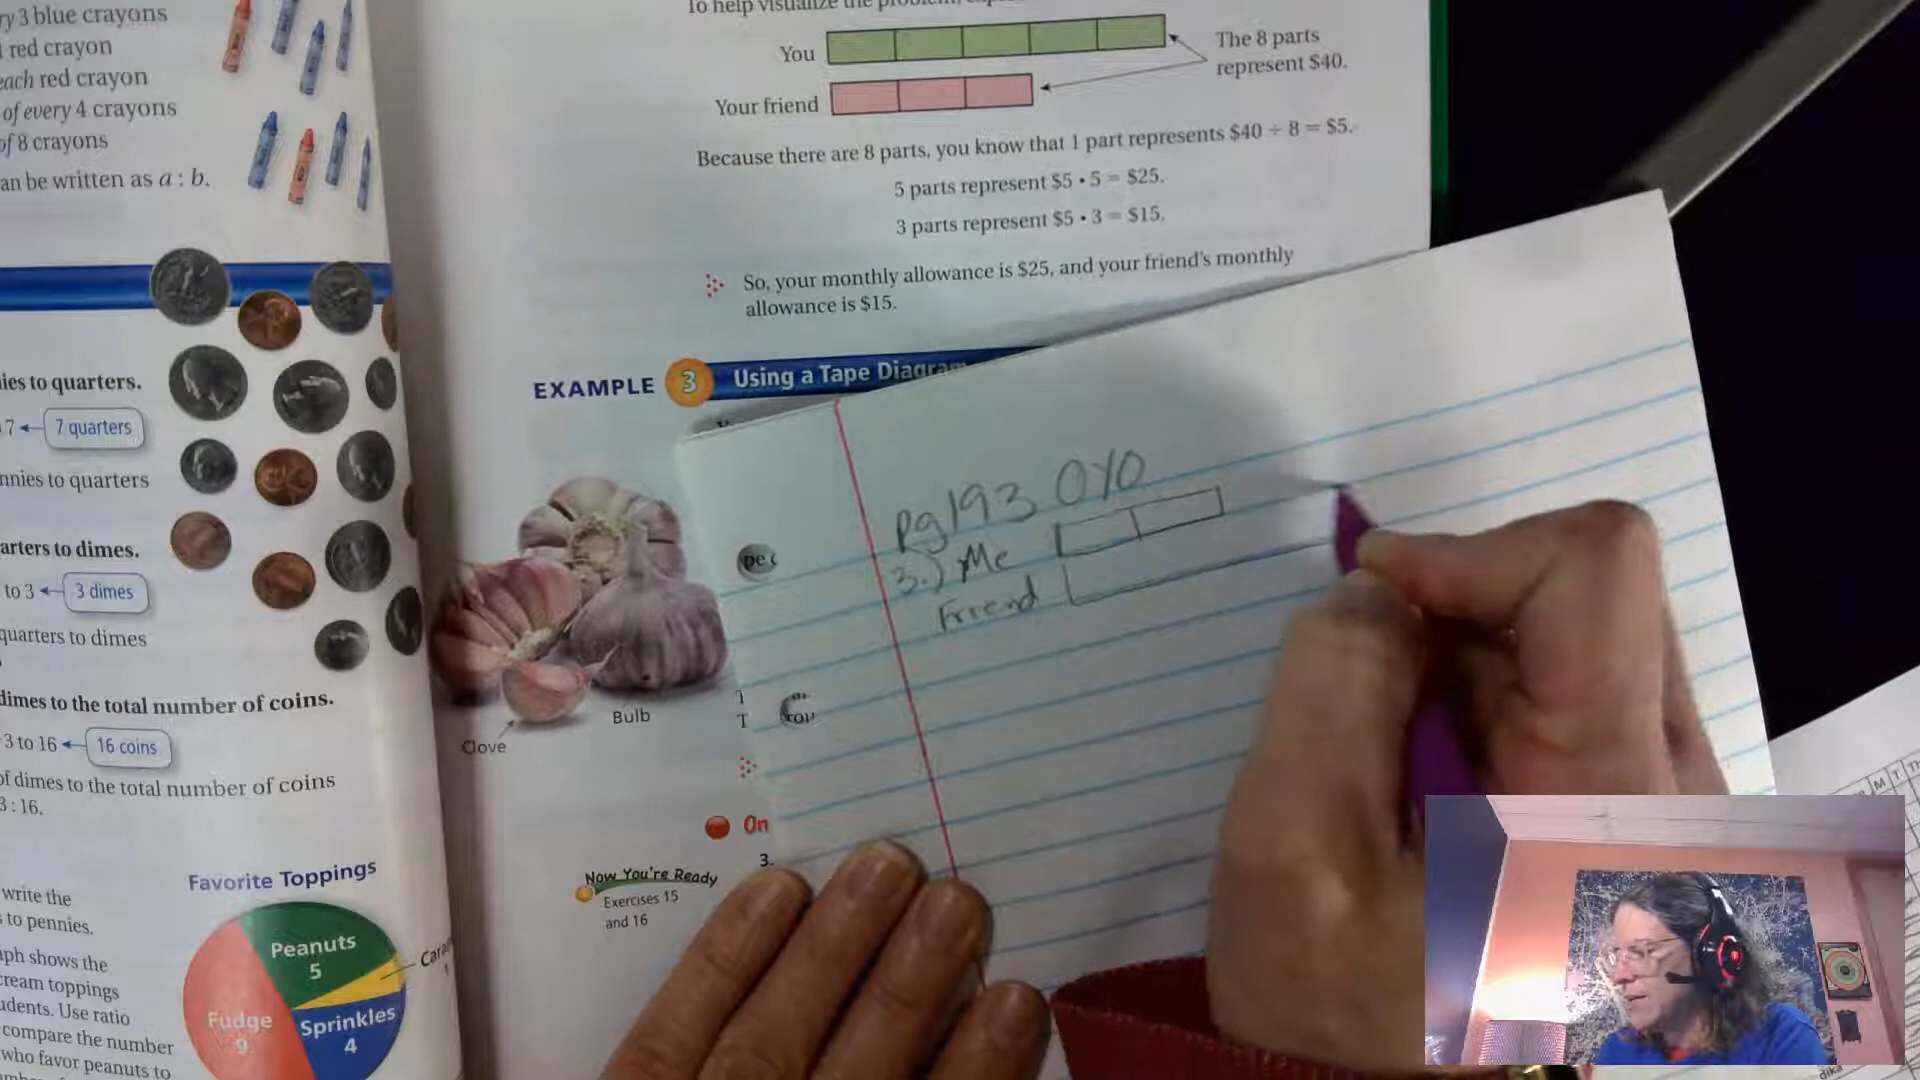 3 blue crayons
red crayon
each red crayon
of every 4 crayons
of 8 crayons
an be written as a : b.
to quarters.
7
7 quarters
to quarters
to dimes.
to 3
3 dimes
quarters to dimes
dimes to the total number of coins.
3 to 16
16 coins
of dimes to the total number of coins
3 : 16.
write the
to pennies.
shows the
toppings
Use ratio
compare the number
who favor peanuts to
Favorite Toppings
Peanuts
5
Fudge
9
Sprinkles
4
To help visualize the problem,
You
Your friend
The 8 parts
represent $40.
Because there are 8 parts, you know that 1 part represents $40 ÷ 8 = $5.
5 parts represent $5 • 5 = $25.
3 parts represent $5 • 3 = $15.
So, your monthly allowance is $25, and your friend's monthly
allowance is $15.
EXAMPLE 3 Using a Tape Diagram
Clove
Bulb
On
3.
Now You're Ready
Exercises 15
and 16
Pg 193 OYO
3.) Me
Friend
M T